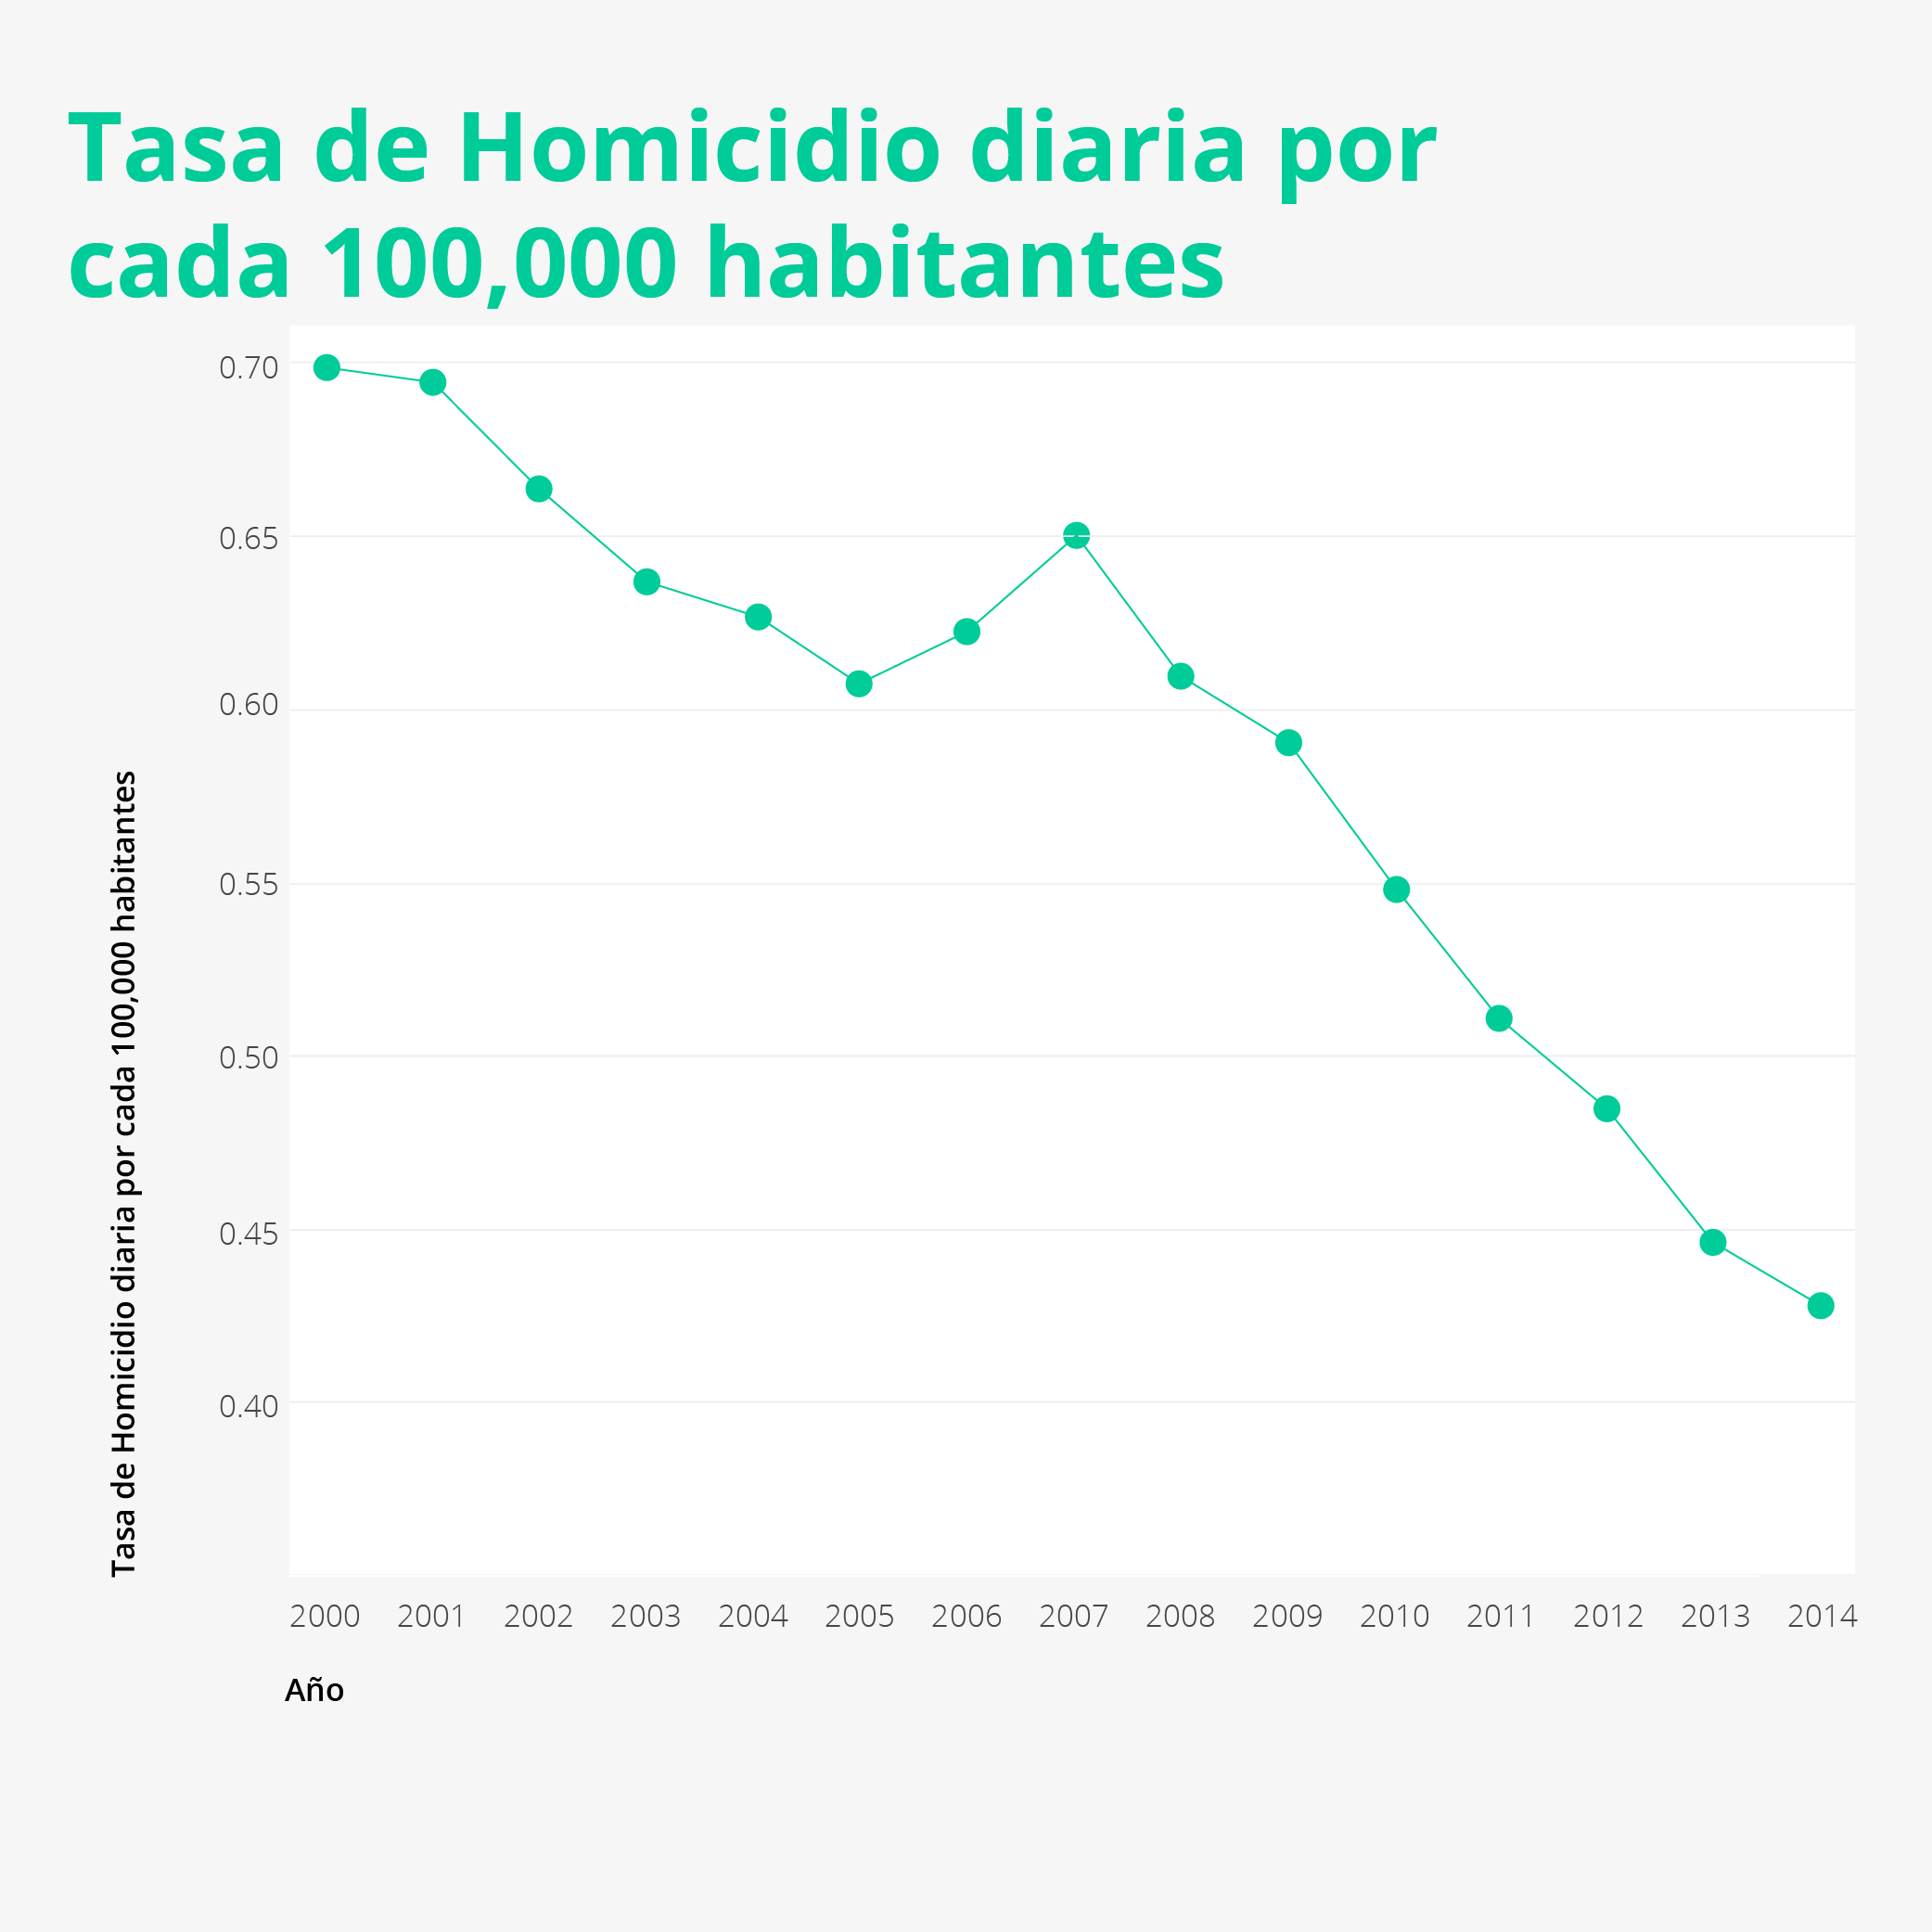 Tasa de Homicidio diaria por
cada 100,000 habitantes
Tasa de Homicidio diaria por cada 100,000 habitantes
0.70
0.65
0.60
0.55
0.50
0.45
0.40
2000 2001 2002 2003 2004 2005 2006 2007 2008 2009 2010 2011 2012 2013 2014
Año